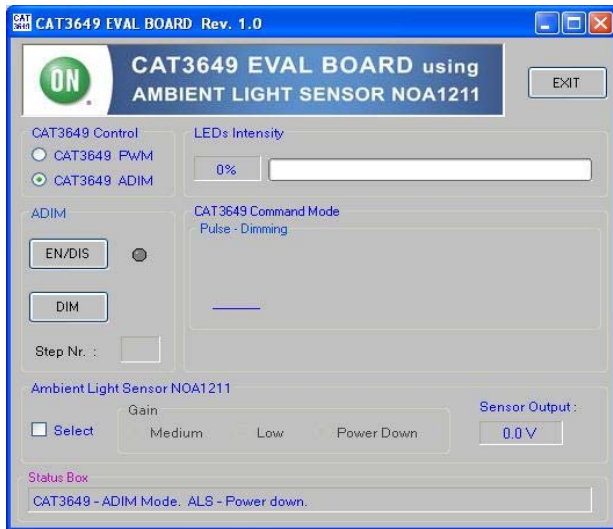 CAT
3649
CAT3649 EVAL BOARD Rev. 1.0
ON
CAT3649 EVAL BOARD using
AMBIENT LIGHT SENSOR NOA1211
EXIT
CAT3649 Control
CAT3649 PWM
CAT3649 ADIM
LEDs Intensity
0%
ADIM
EN/DIS
DIM
Step Nr. :
CAT3649 Command Mode
Pulse - Dimming
Ambient Light Sensor NOA1211
Select
Gain
Medium Low Power Down
Sensor Output :
0.0 V
Status Box
CAT3649 - ADIM Mode. ALS - Power down.